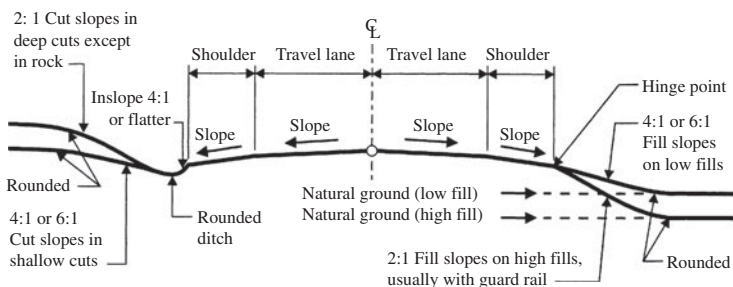 2: 1 Cut slopes in
deep cuts except
in rock
℄
Shoulder
Travel lane
Travel lane
Shoulder
Inslope 4:1
or flatter
Slope
Slope
Slope
Slope
Hinge point
4:1 or 6:1
Fill slopes
on low fills
Rounded
4:1 or 6:1
Cut slopes in
shallow cuts
Rounded
ditch
Natural ground (low fill)
Natural ground (high fill)
2:1 Fill slopes on high fills,
usually with guard rail
Rounded